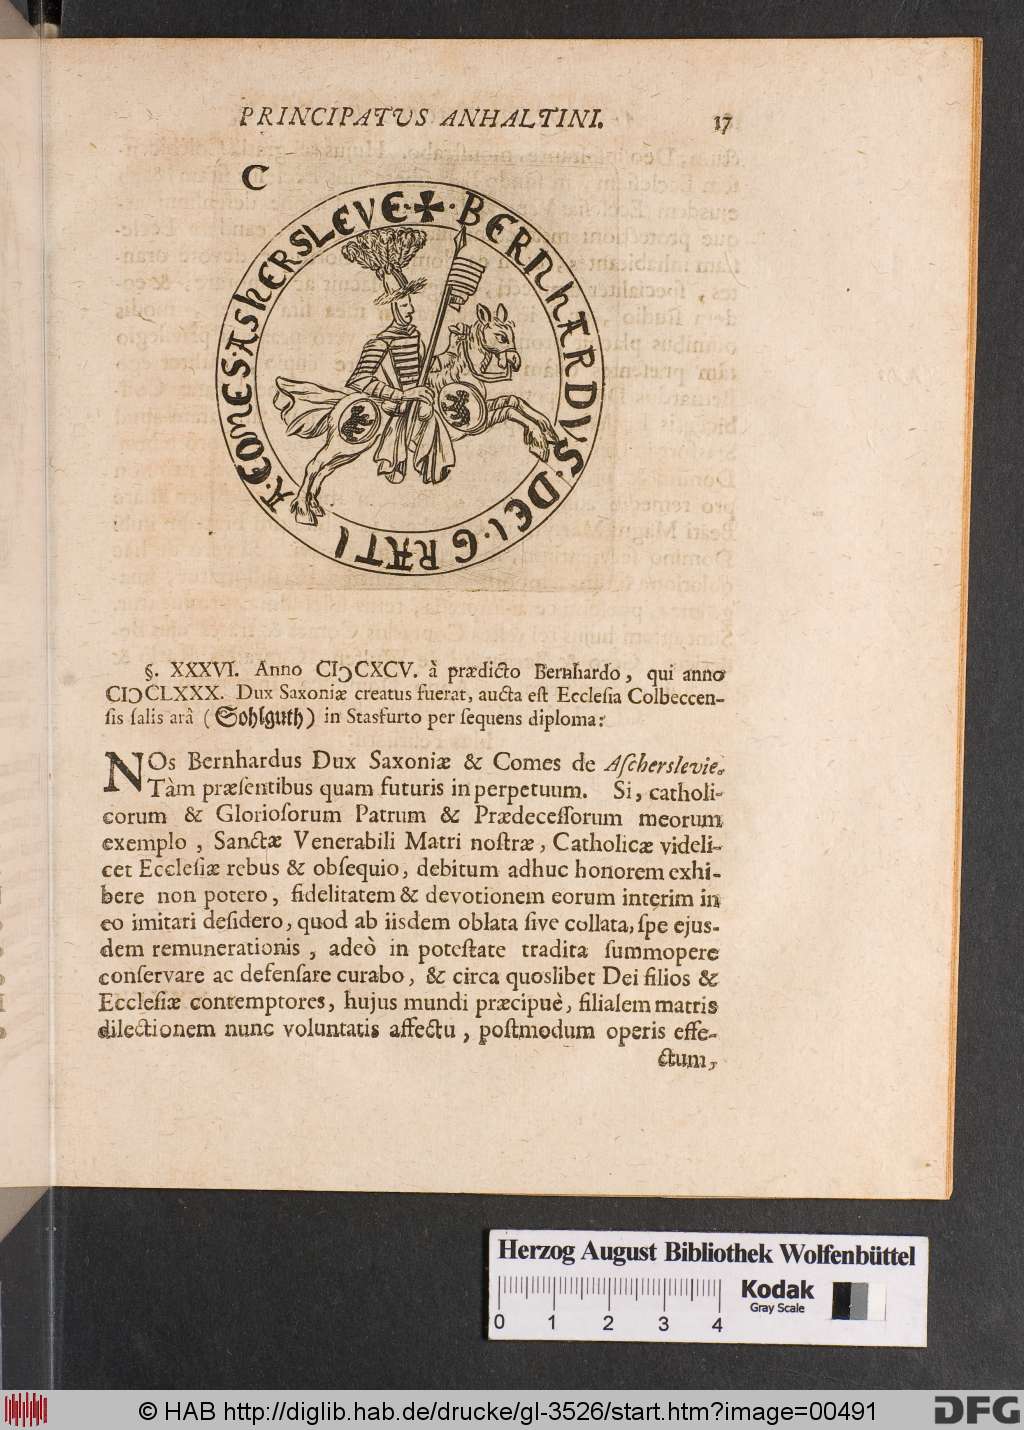 PRINCIPATUS ANHALTINI. 17
C
✠ · BERNHARDVS · DEI · GRATI
A · COMES · ASHERSLEVE
§. XXXVI. Anno CIↃCXCV. à prædicto Bernhardo, qui anno
CIↃCLXXX. Dux Saxoniæ creatus fuerat, aucta eſt Eccleſia Colbeccen-
ſis ſalis arâ (Sohlguth) in Stasfurto per ſequens diploma:
NOs Bernhardus Dux Saxoniæ & Comes de Aſcherslevie.
Tàm præſentibus quam futuris in perpetuum. Si, catholi-
corum & Glorioſorum Patrum & Prædeceſſorum meorum
exemplo, Sanctæ Venerabili Matri noſtræ, Catholicæ videli-
cet Eccleſiæ rebus & obſequio, debitum adhuc honorem exhi-
bere non potero, fidelitatem & devotionem eorum interim in
eo imitari deſidero, quod ab iisdem oblata ſive collata, ſpe ejus-
dem remunerationis, adeò in poteſtate tradita ſummopere
conſervare ac defenſare curabo, & circa quoslibet Dei filios &
Eccleſiæ contemptores, hujus mundi præcipuè, filialem matris
dilectionem nunc voluntatis affectu, poſtmodum operis effe-
ctum,
Herzog August Bibliothek Wolfenbüttel
Kodak
Gray Scale
0 1 2 3 4
© HAB http://diglib.hab.de/drucke/gl-3526/start.htm?image=00491
DFG